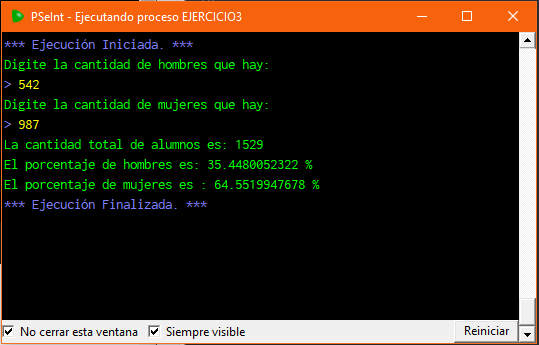 PSeInt - Ejecutando proceso EJERCICIO3
*** Ejecución Iniciada. ***
Digite la cantidad de hombres que hay:
> 542
Digite la cantidad de mujeres que hay:
> 987
La cantidad total de alumnos es: 1529
El porcentaje de hombres es: 35.4480052322 %
El porcentaje de mujeres es : 64.5519947678 %
*** Ejecución Finalizada. ***
No cerrar esta ventana Siempre visible Reiniciar